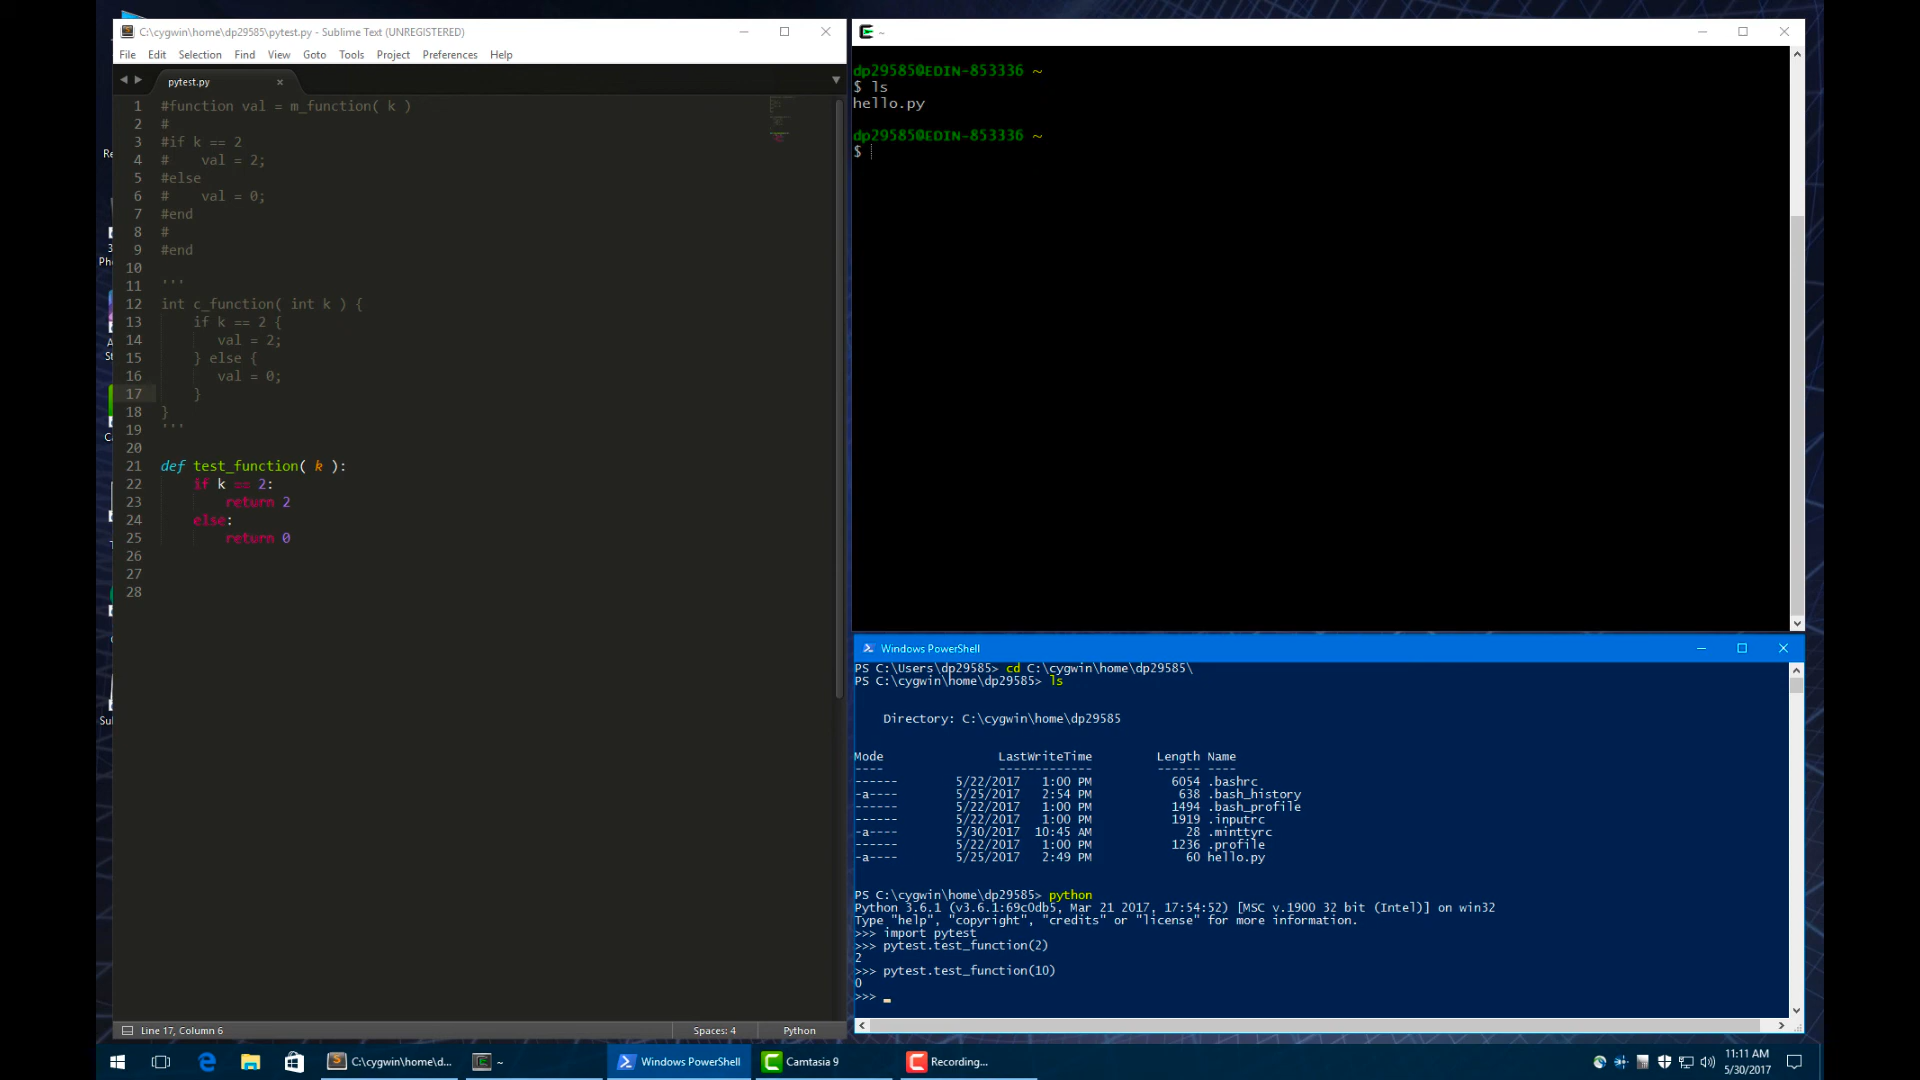 C:\cygwin\home\dp29585\pytest.py - Sublime Text (UNREGISTERED)
File Edit Selection Find View Goto Tools Project Preferences Help
pytest.py
1 #function val = m_function( k )
2 #
3 #if k == 2
4 #    val = 2;
5 #else
6 #    val = 0;
7 #end
8 #
9 #end
10
11 '''
12 int c_function( int k ) {
13     if k == 2 {
14        val = 2;
15     } else {
16        val = 0;
17     }
18 }
19 '''
20
21 def test_function( k ):
22     if k == 2:
23         return 2
24     else:
25         return 0
26
27
28
Line 17, Column 6
Spaces: 4
Python
~
dp29585@EDIN-853336 ~
$ ls
hello.py
dp29585@EDIN-853336 ~
$
Windows PowerShell
PS C:\Users\dp29585> cd C:\cygwin\home\dp29585\
PS C:\cygwin\home\dp29585> ls
Directory: C:\cygwin\home\dp29585
Mode LastWriteTime Length Name
---- ------------- ------ ----
------ 5/22/2017 1:00 PM 6054 .bashrc
-a---- 5/25/2017 2:54 PM 638 .bash_history
------ 5/22/2017 1:00 PM 1494 .bash_profile
------ 5/22/2017 1:00 PM 1919 .inputrc
-a---- 5/30/2017 10:45 AM 28 .minttyrc
------ 5/22/2017 1:00 PM 1236 .profile
-a---- 5/25/2017 2:49 PM 60 hello.py
PS C:\cygwin\home\dp29585> python
Python 3.6.1 (v3.6.1:69c0db5, Mar 21 2017, 17:54:52) [MSC v.1900 32 bit (Intel)] on win32
Type "help", "copyright", "credits" or "license" for more information.
>>> import pytest
>>> pytest.test_function(2)
2
>>> pytest.test_function(10)
0
>>>
C:\cygwin\home\d...
~
Windows PowerShell
Camtasia 9
Recording...
11:11 AM
5/30/2017